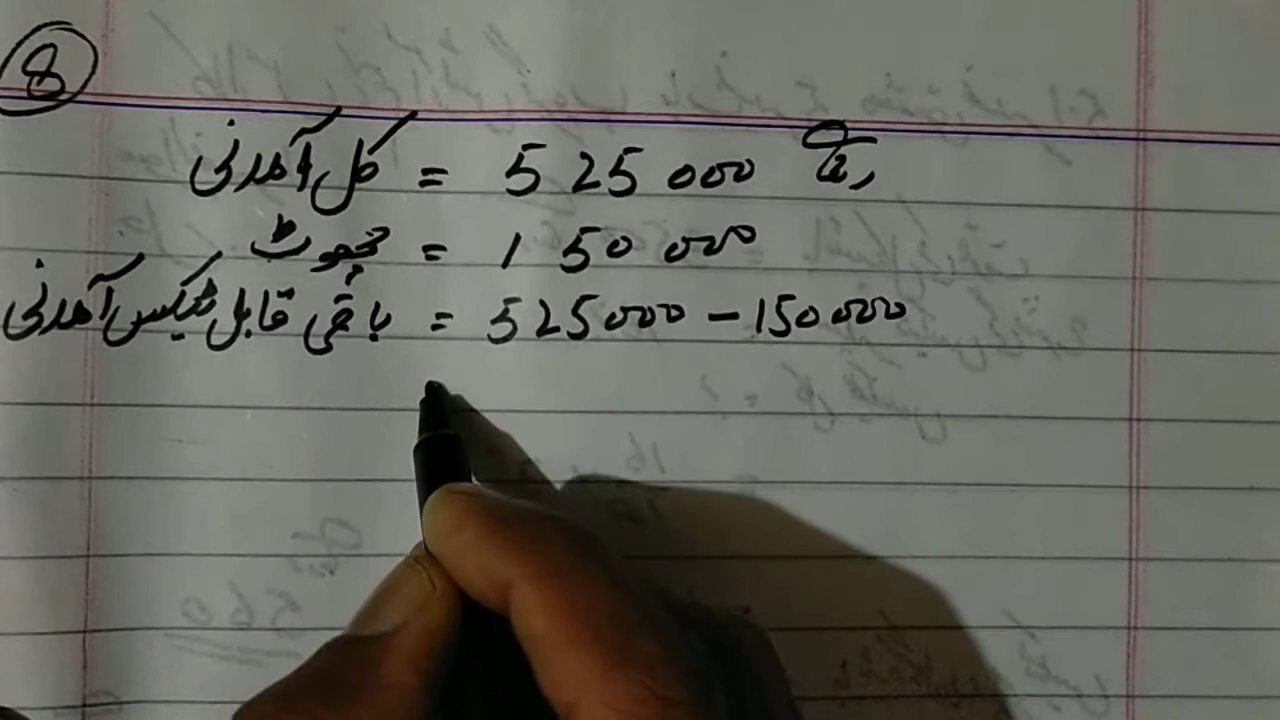 8
کل آمدنی = 525000 روپے
چھوٹ = 150000
باقی قابل ٹیکس آمدنی = 525000 - 150000